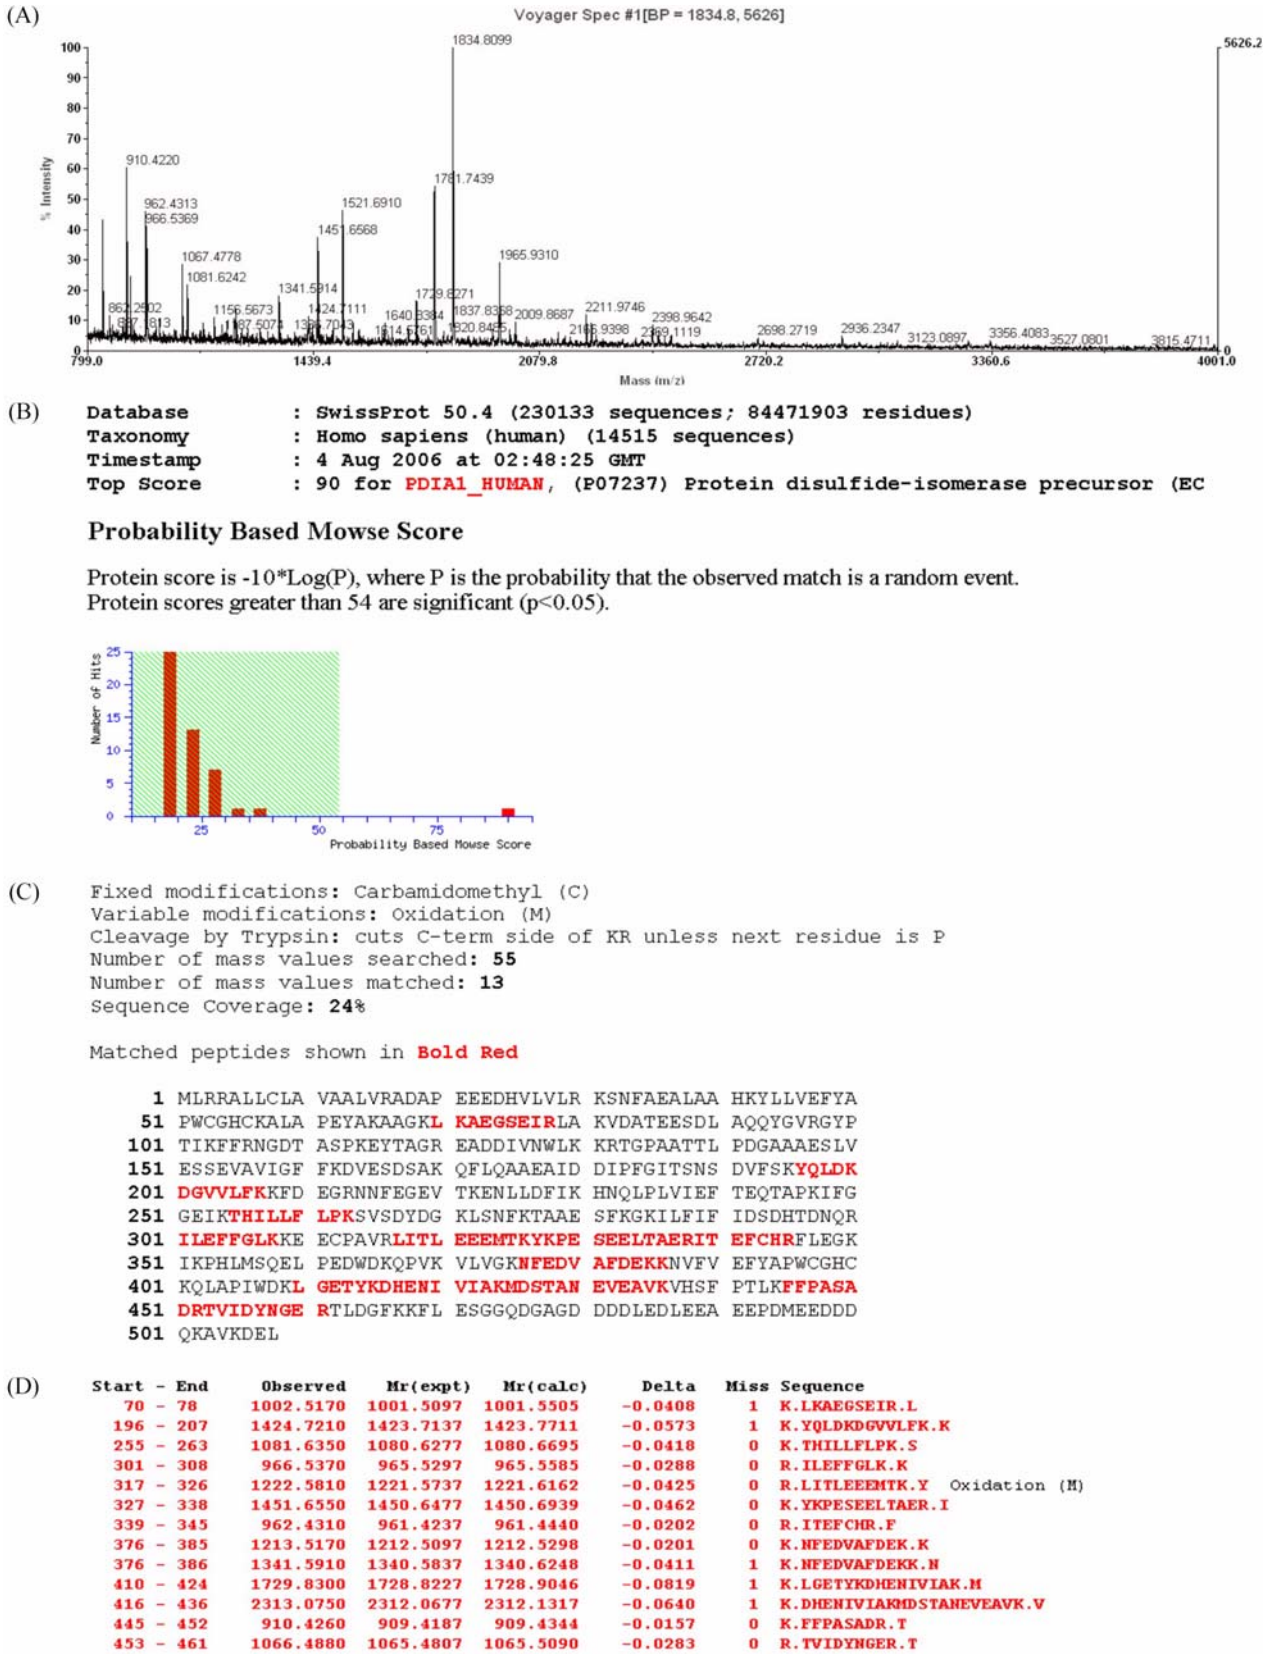 (A)
Voyager Spec #1[BP = 1834.8, 5626]
1834.8099
5626.2
100
90
80
70
60
50
40
30
20
10
0
% Intensity
910.4220
962.4313
966.5369
1067.4778
1081.6242
862.2502
1156.5673
1341.5914
1424.7111
1451.6568
1521.6910
1640.8384
1729.8271
1781.7439
1837.8358
1820.8485
1965.9310
2009.8687
2211.9746
2398.9642
2369.1119
2698.2719
2936.2347
3123.0897
3356.4083
3527.0801
3815.4711
0
799.0
1439.4
2079.8
2720.2
3360.6
4001.0
Mass (m/z)
(B)
Database : SwissProt 50.4 (230133 sequences; 84471903 residues)
Taxonomy : Homo sapiens (human) (14515 sequences)
Timestamp : 4 Aug 2006 at 02:48:25 GMT
Top Score : 90 for PDIA1_HUMAN, (P07237) Protein disulfide-isomerase precursor (EC
Probability Based Mowse Score
Protein score is -10*Log(P), where P is the probability that the observed match is a random event.
Protein scores greater than 54 are significant (p<0.05).
Number of Hits
25
20
15
10
5
0
25 50 75
Probability Based Mowse Score
(C)
Fixed modifications: Carbamidomethyl (C)
Variable modifications: Oxidation (M)
Cleavage by Trypsin: cuts C-term side of KR unless next residue is P
Number of mass values searched: 55
Number of mass values matched: 13
Sequence Coverage: 24%
Matched peptides shown in Bold Red
1 MLRRALLCLA VAALVRADAP EEEDHVLVLR KSNFAEALAA HKYLLVEFYA
51 PWCGHCKALA PEYAKAAGKL KAEGSEIRLA KVDATEESDL AQQYGVRGYP
101 TIKFFRNGDT ASPKEYTAGR EADDIVNWLK KRTGPAATTL PDGAAAESLV
151 ESSEVAVIGF FKDVESDSAK QFLQAAEAID DIPFGITSNS DVFSKYQLDK
201 DGVVLFKKFD EGRNNFEGEV TKENLLDFIK HNQLPLVIEF TEQTAPKIFG
251 GEIKTHILLF LPKSVSDYDG KLSNFKTAAE SFKGKILFIF IDSDHTDNQR
301 ILEFFGLKKE ECPAVRLITL EEEMTKYKPE SEELTAERIT EFCHRFLEGK
351 IKPHLMSQEL PEDWDKQPVK VLVGKNFEDV AFDEKKNVFV EFYAPWCGHC
401 KQLAPIWDKL GETYKDHENI VIAKMDSTAN EVEAVKVHSF PTLKFFPASA
451 DRTVIDYNGE RTLDGFKKFL ESGGQDGAGD DDDLEDLEEA EEPDMEEDDD
501 QKAVKDEL
(D)
Start - End Observed Mr(expt) Mr(calc) Delta Miss Sequence
70 - 78 1002.5170 1001.5097 1001.5505 -0.0408 1 K.LKAEGSEIR.L
196 - 207 1424.7210 1423.7137 1423.7711 -0.0573 1 K.YQLDKDGVVLFK.K
255 - 263 1081.6350 1080.6277 1080.6695 -0.0418 0 K.THILLFLPK.S
301 - 308 966.5370 965.5297 965.5585 -0.0288 0 R.ILEFFGLK.K
317 - 326 1222.5810 1221.5737 1221.6162 -0.0425 0 R.LITLEEEMTK.Y Oxidation (M)
327 - 338 1451.6550 1450.6477 1450.6939 -0.0462 0 K.YKPESEELTAER.I
339 - 345 962.4310 961.4237 961.4440 -0.0202 0 R.ITEFCHR.F
376 - 385 1213.5170 1212.5097 1212.5298 -0.0201 0 K.NFEDVAFDEK.K
376 - 386 1341.5910 1340.5837 1340.6248 -0.0411 1 K.NFEDVAFDEKK.N
410 - 424 1729.8300 1728.8227 1728.9046 -0.0819 1 K.LGETYKDHENIVIAK.M
416 - 436 2313.0750 2312.0677 2312.1317 -0.0640 1 K.DHENIVIAKMDSTANEVEAVK.V
445 - 452 910.4260 909.4187 909.4344 -0.0157 0 K.FFPASADR.T
453 - 461 1066.4880 1065.4807 1065.5090 -0.0283 0 R.TVIDYNGER.T